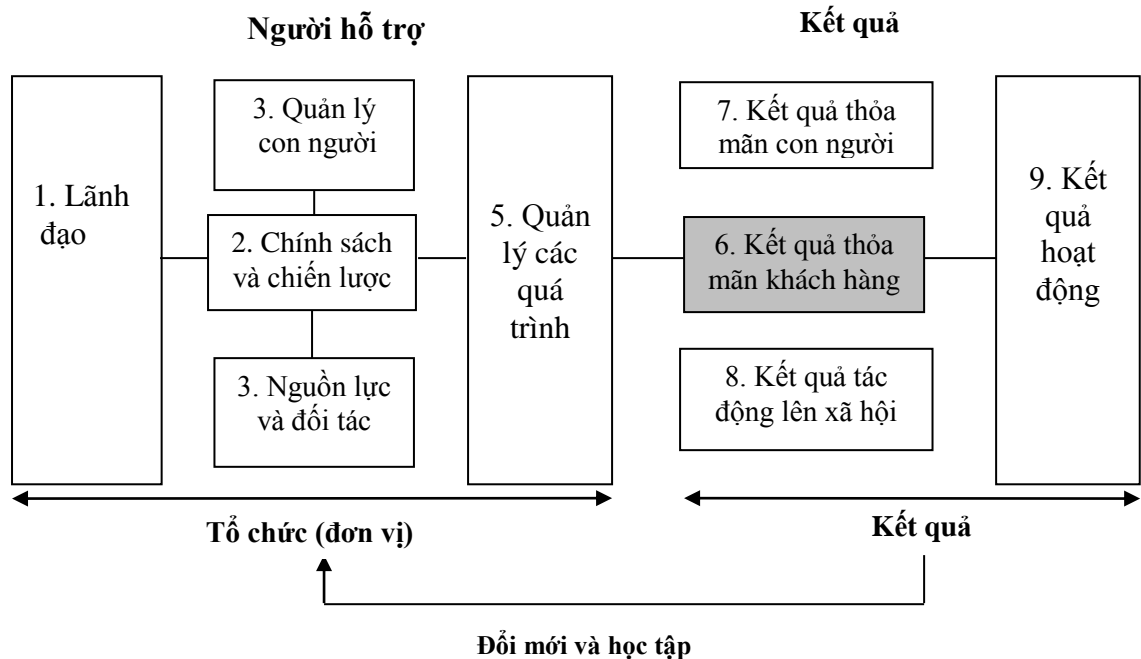 Người hỗ trợ
Kết quả
1. Lãnh
đạo
3. Quản lý
con người
2. Chính sách
và chiến lược
3. Nguồn lực
và đối tác
5. Quản
lý các
quá
trình
7. Kết quả thỏa
mãn con người
6. Kết quả thỏa
mãn khách hàng
8. Kết quả tác
động lên xã hội
9. Kết
quả
hoạt
động
Tổ chức (đơn vị)
Kết quả
Đổi mới và học tập